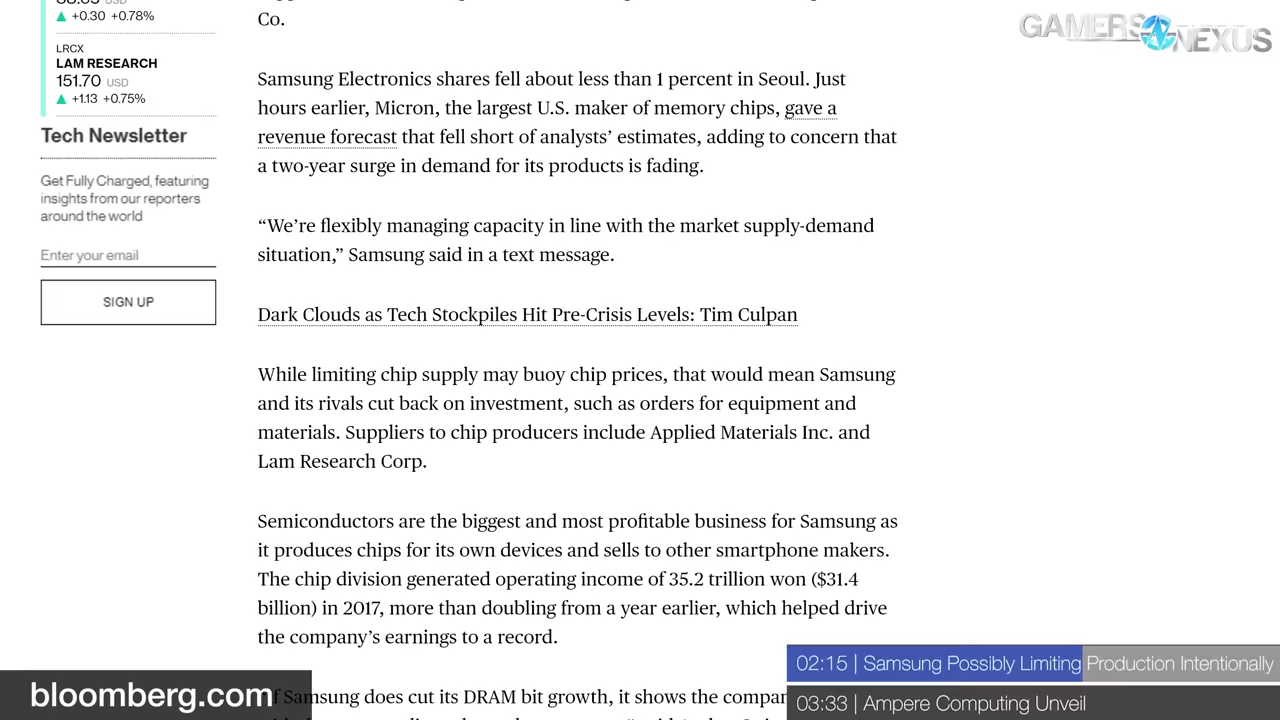 USD
+0.30 +0.78%
LRCX
LAM RESEARCH
151.70 USD
+1.13 +0.75%
Tech Newsletter
Get Fully Charged, featuring
insights from our reporters
around the world
Enter your email
SIGN UP
Co.
Samsung Electronics shares fell about less than 1 percent in Seoul. Just
hours earlier, Micron, the largest U.S. maker of memory chips, gave a
revenue forecast that fell short of analysts’ estimates, adding to concern that
a two-year surge in demand for its products is fading.
“We’re flexibly managing capacity in line with the market supply-demand
situation,” Samsung said in a text message.
Dark Clouds as Tech Stockpiles Hit Pre-Crisis Levels: Tim Culpan
While limiting chip supply may buoy chip prices, that would mean Samsung
and its rivals cut back on investment, such as orders for equipment and
materials. Suppliers to chip producers include Applied Materials Inc. and
Lam Research Corp.
Semiconductors are the biggest and most profitable business for Samsung as
it produces chips for its own devices and sells to other smartphone makers.
The chip division generated operating income of 35.2 trillion won ($31.4
billion) in 2017, more than doubling from a year earlier, which helped drive
the company’s earnings to a record.
Samsung does cut its DRAM bit growth, it shows the
GAMERS NEXUS
bloomberg.com
02:15 | Samsung Possibly Limiting Production Intentionally
03:33 | Ampere Computing Unveil